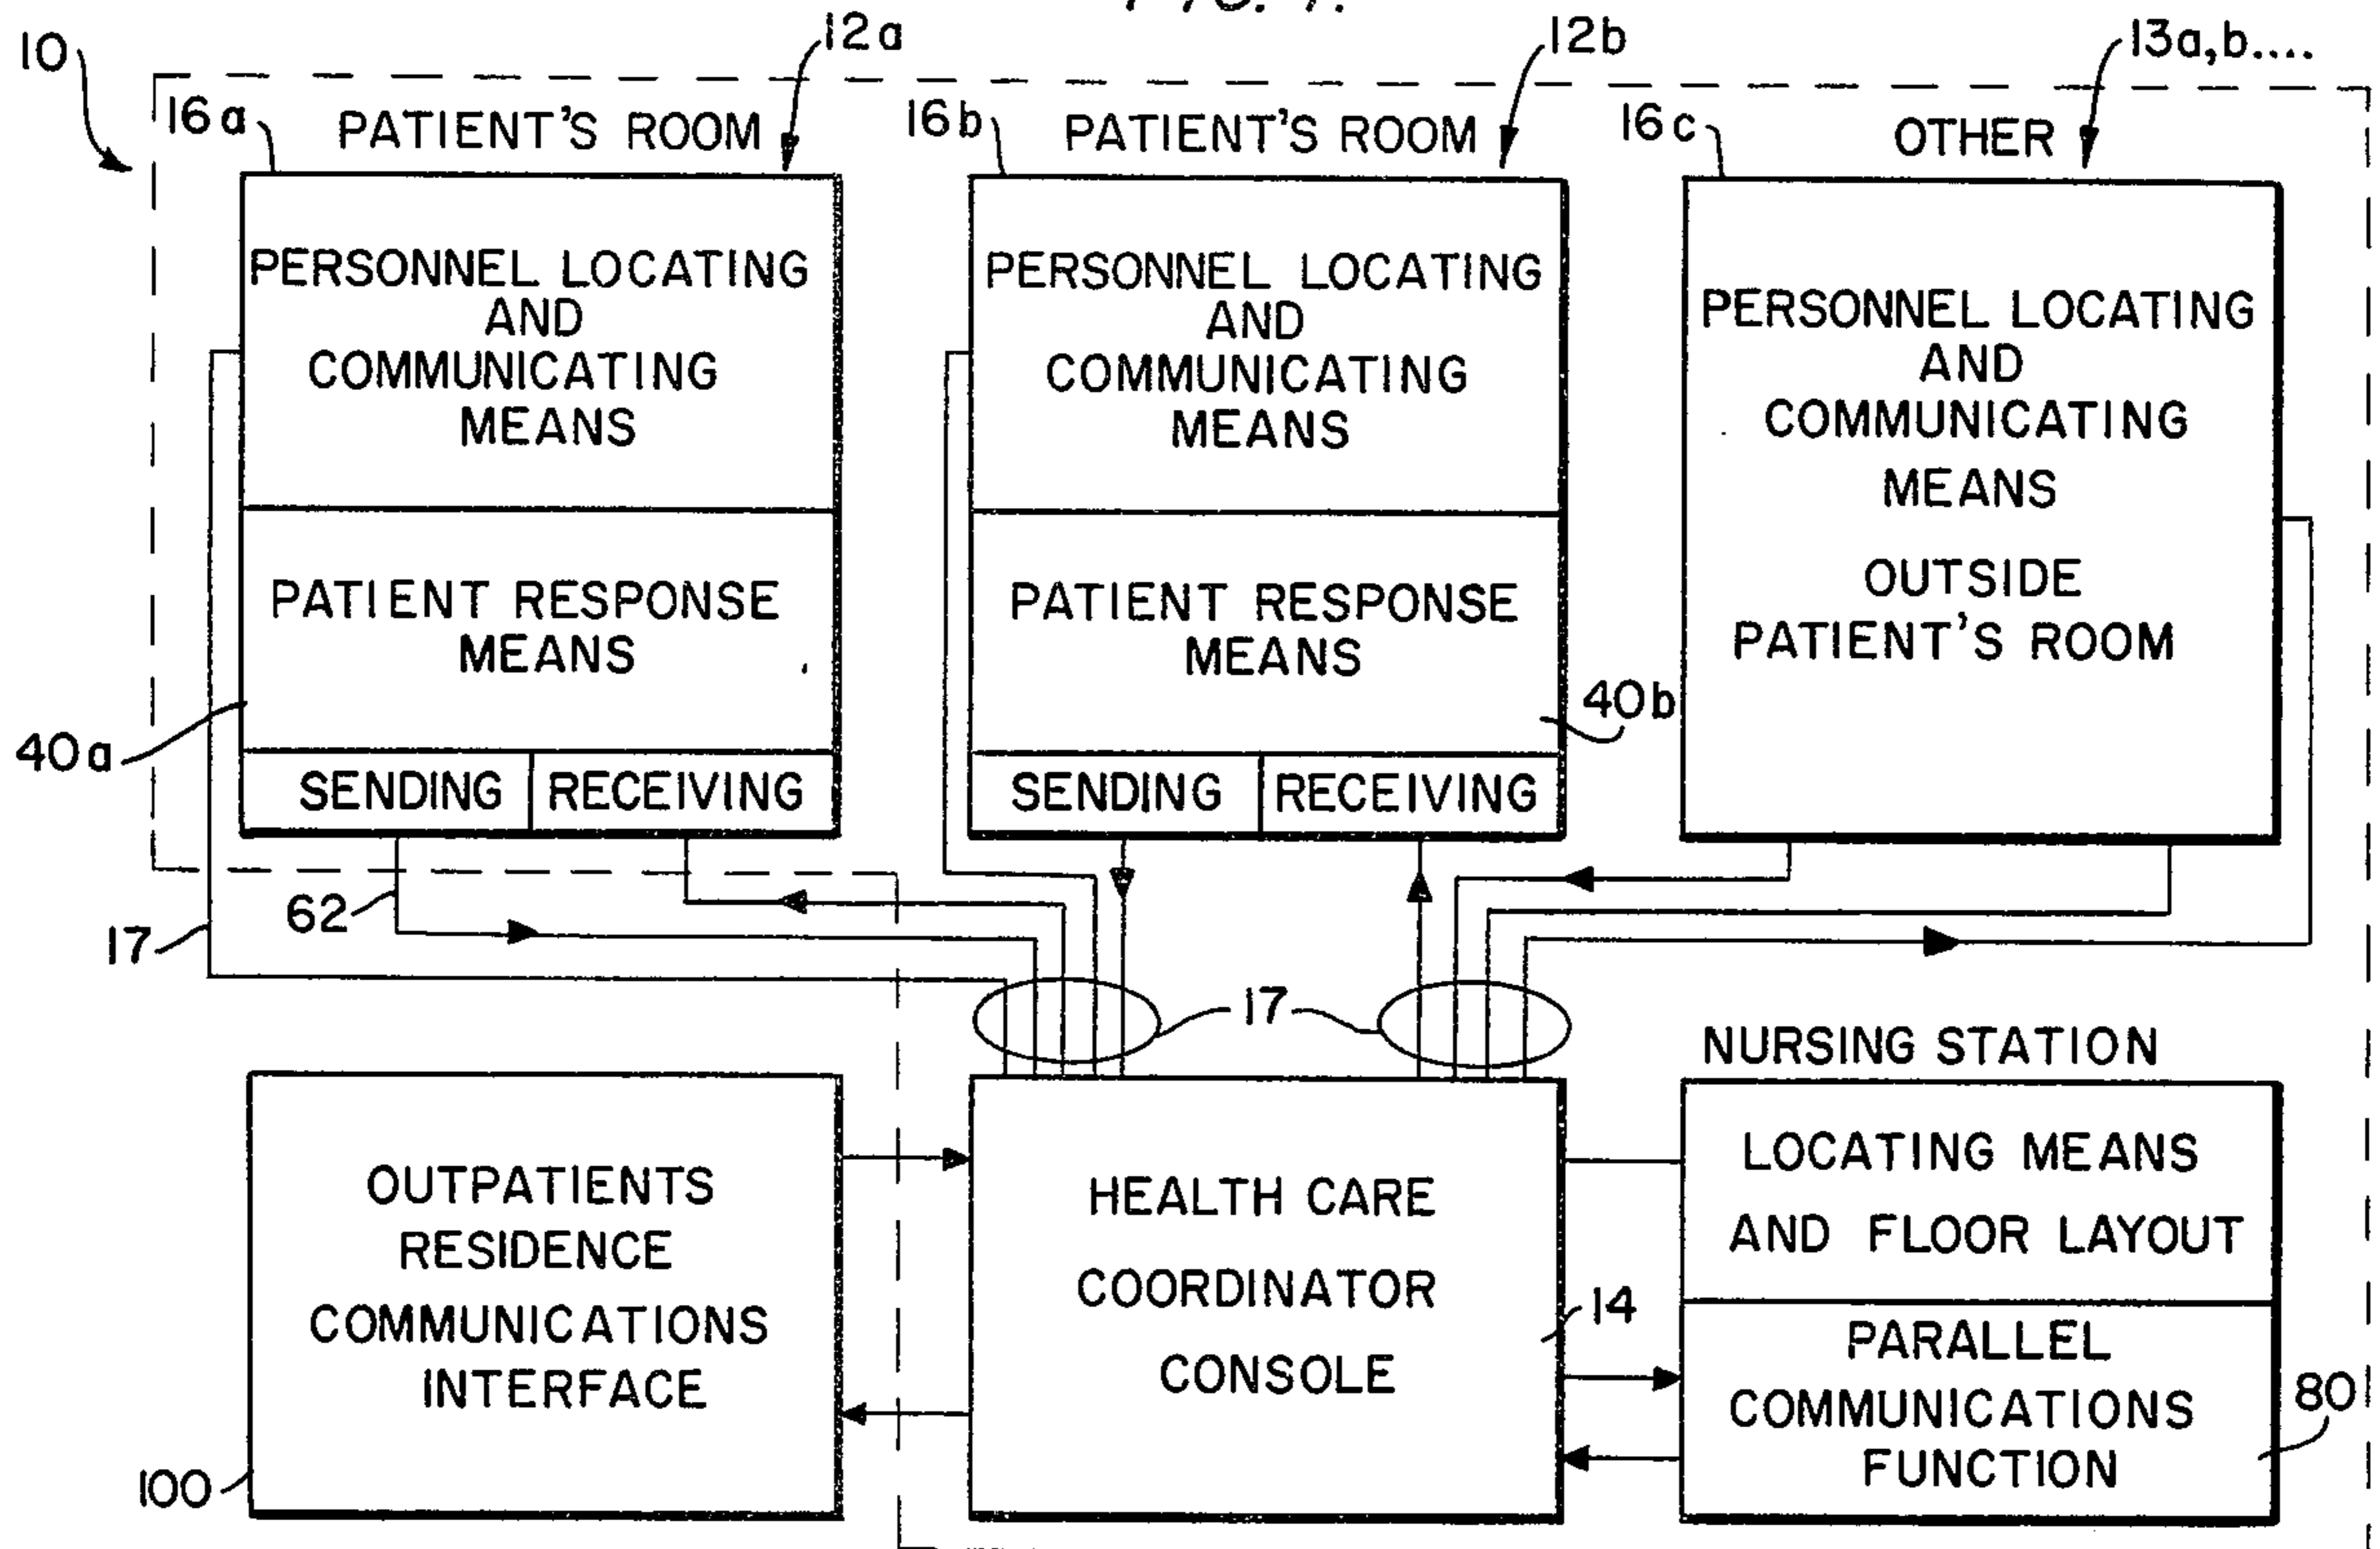 FIG. 1.
10
12a
12b
13a,b....
16a
PATIENT'S ROOM
16b
PATIENT'S ROOM
16c
OTHER
PERSONNEL LOCATING
AND
COMMUNICATING
MEANS
PATIENT RESPONSE
MEANS
40a
SENDING
RECEIVING
PERSONNEL LOCATING
AND
COMMUNICATING
MEANS
PATIENT RESPONSE
MEANS
40b
SENDING
RECEIVING
PERSONNEL LOCATING
AND
COMMUNICATING
MEANS
OUTSIDE
PATIENT'S ROOM
62
17
17
NURSING STATION
OUTPATIENTS
RESIDENCE
COMMUNICATIONS
INTERFACE
100
HEALTH CARE
COORDINATOR
CONSOLE
14
LOCATING MEANS
AND FLOOR LAYOUT
PARALLEL
COMMUNICATIONS
FUNCTION
80